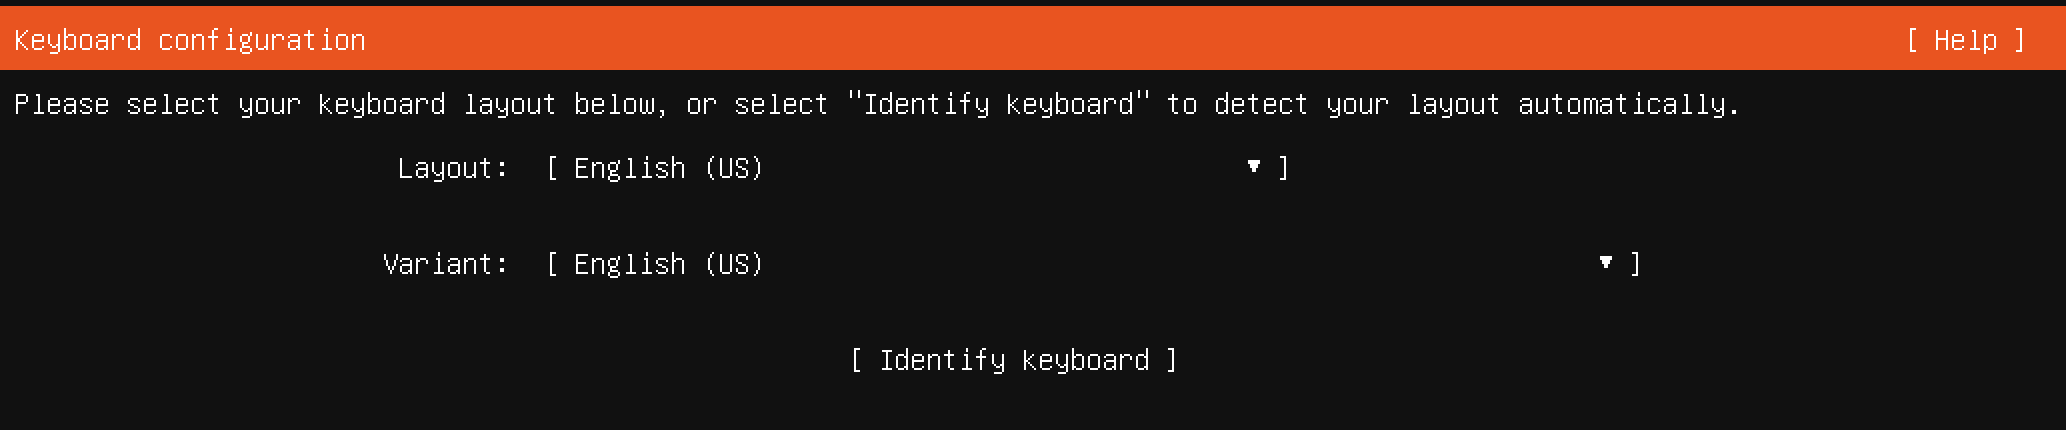 Keyboard configuration [ Help ]
Please select your keyboard layout below, or select "Identify keyboard" to detect your layout automatically.
Layout: [ English (US) ▼ ]
Variant: [ English (US) ▼ ]
[ Identify keyboard ]